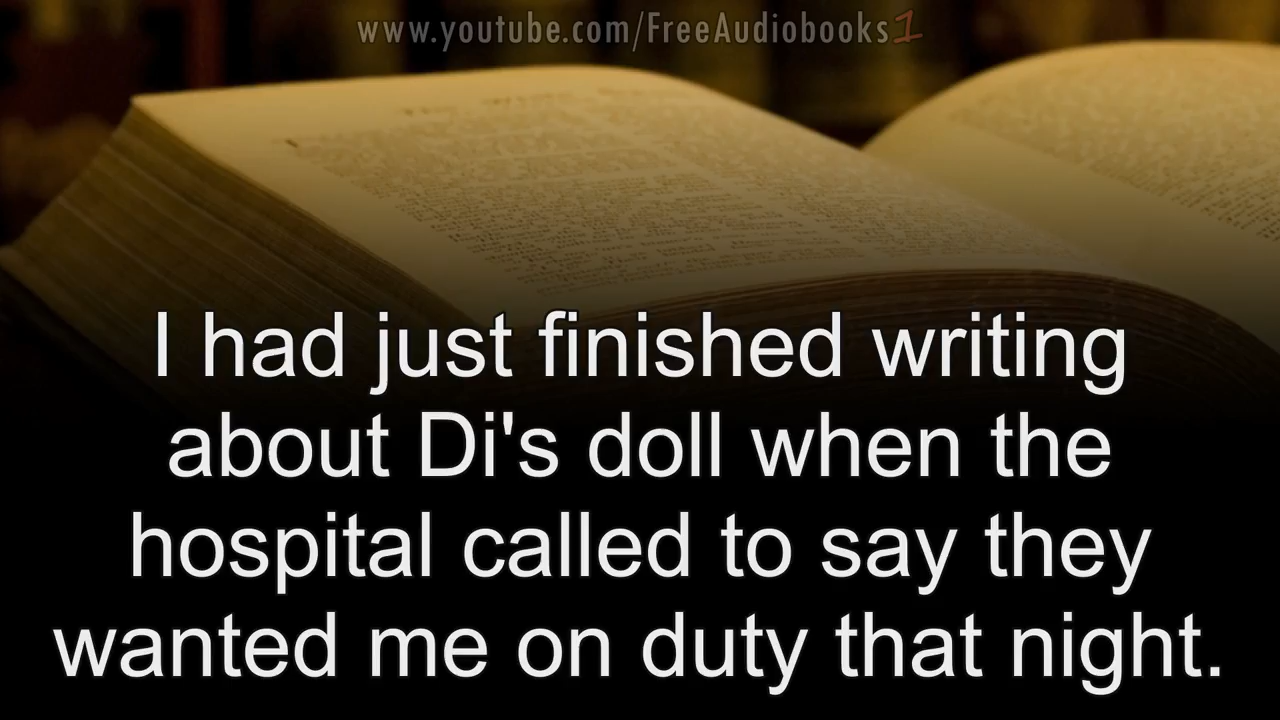 www.youtube.com/FreeAudiobooks1
I had just finished writing
about Di's doll when the
hospital called to say they
wanted me on duty that night.